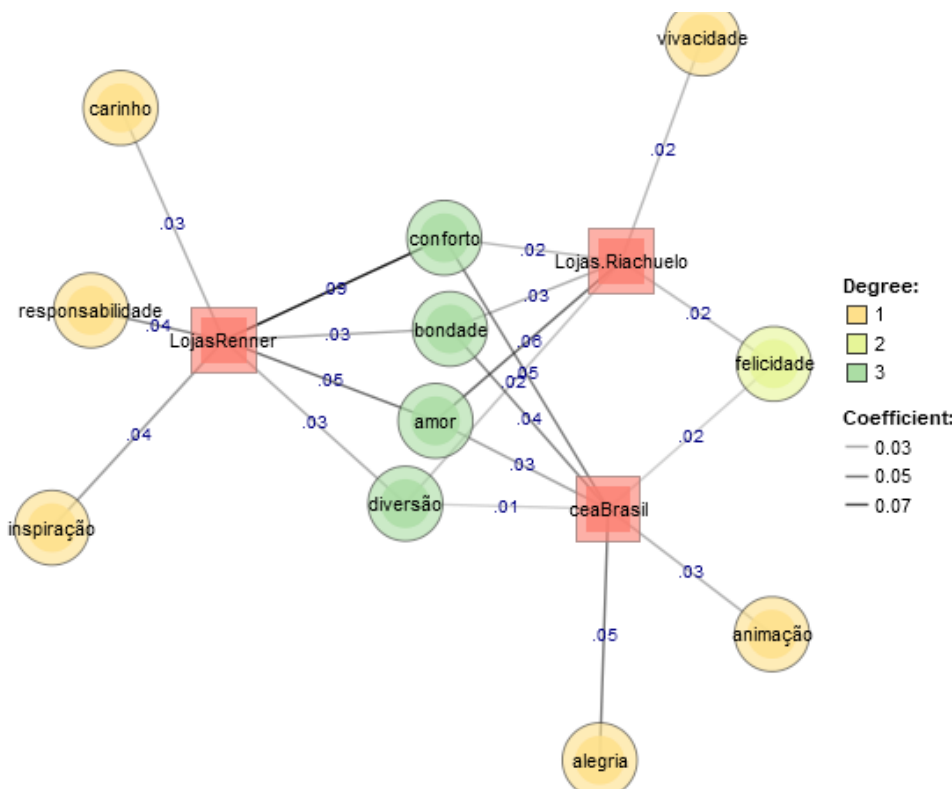 vivacidade
carinho
.02
.03
conforto
.02
Lojas.Riachuelo
Degree:
1
.09
.03
responsabilidade
.04
.02
2
LojasRenner
.03
bondade
.06
felicidade
3
.05
.05
.02
Coefficient:
amor
.04
.02
0.03
.04
.03
.03
0.05
diversão
.01
ceaBrasil
0.07
inspiração
.03
.05
animação
alegria